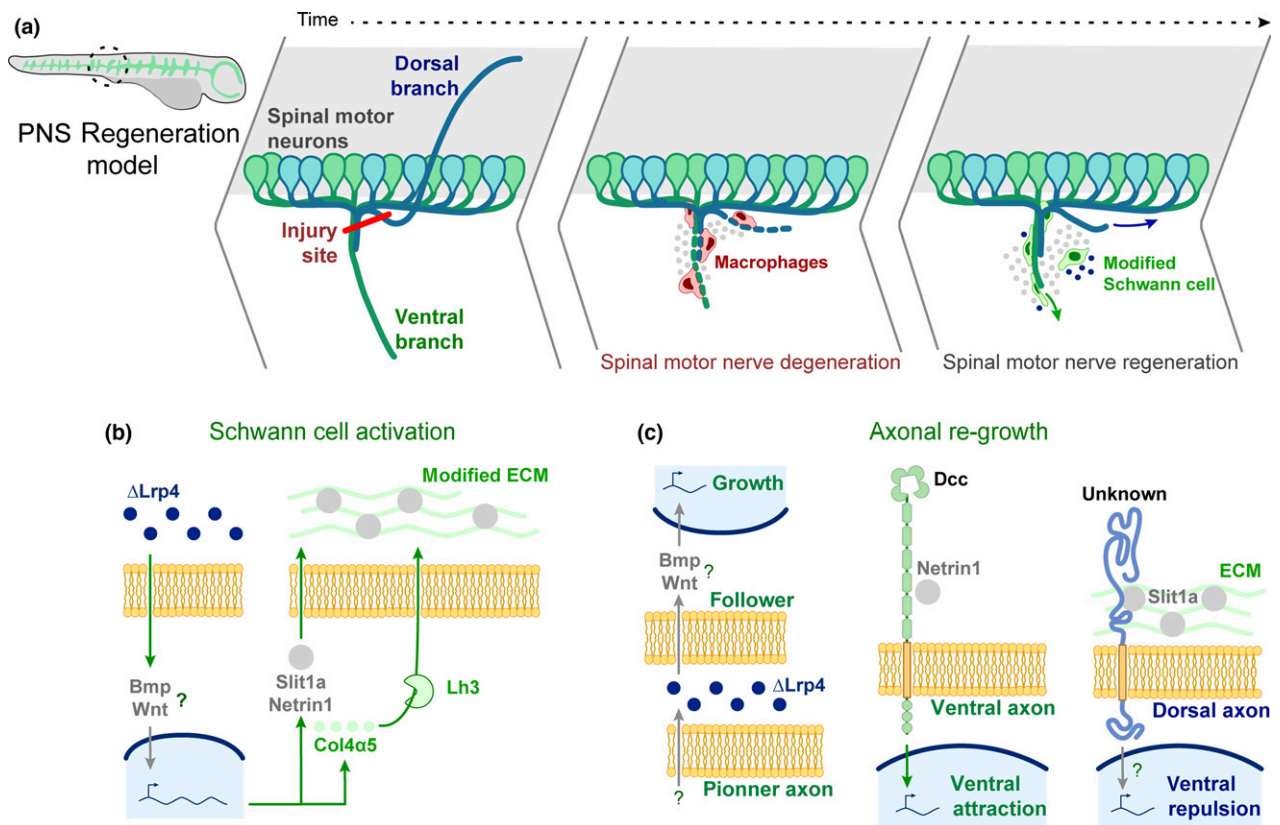 (a)
Time
PNS Regeneration
model
Dorsal
branch
Spinal motor
neurons
Injury
site
Ventral
branch
Macrophages
Spinal motor nerve degeneration
Modified
Schwann cell
Spinal motor nerve regeneration
(b)
Schwann cell activation
ΔLrp4
Modified ECM
Bmp
Wnt
?
Slit1a
Netrin1
Lh3
Col4α5
(c)
Axonal re-growth
Growth
Bmp
Wnt
?
Follower
ΔLrp4
Pionner axon
?
Dcc
Netrin1
Ventral axon
Ventral
attraction
Unknown
ECM
Slit1a
Dorsal axon
?
Ventral
repulsion